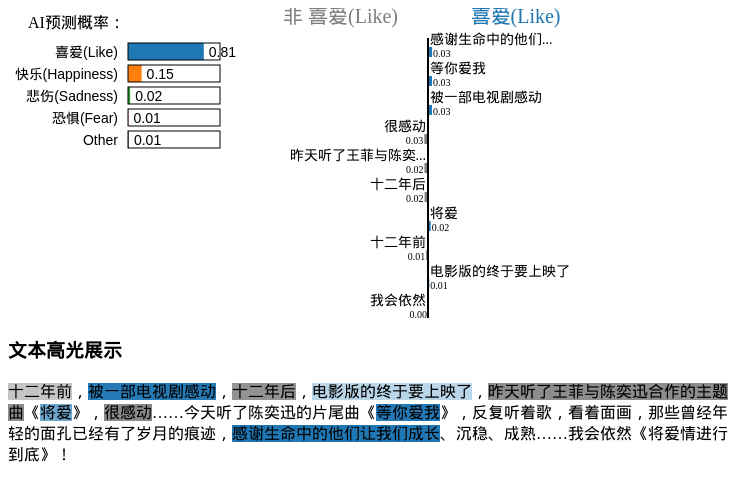 AI预测概率：
喜爱(Like) 0.81
快乐(Happiness) 0.15
悲伤(Sadness) 0.02
恐惧(Fear) 0.01
Other 0.01
非 喜爱(Like) 喜爱(Like)
感谢生命中的他们...
0.03
等你爱我
0.03
被一部电视剧感动
0.03
很感动
0.03
昨天听了王菲与陈奕...
0.02
十二年后
0.02
将爱
0.02
十二年前
0.01
电影版的终于要上映了
0.01
我会依然
0.00
文本高光展示
十二年前，被一部电视剧感动，十二年后，电影版的终于要上映了，昨天听了王菲与陈奕迅合作的主题
曲《将爱》，很感动……今天听了陈奕迅的片尾曲《等你爱我》，反复听着歌，看着面画，那些曾经年
轻的面孔已经有了岁月的痕迹，感谢生命中的他们让我们成长、沉稳、成熟……我会依然《将爱情进行
到底》！